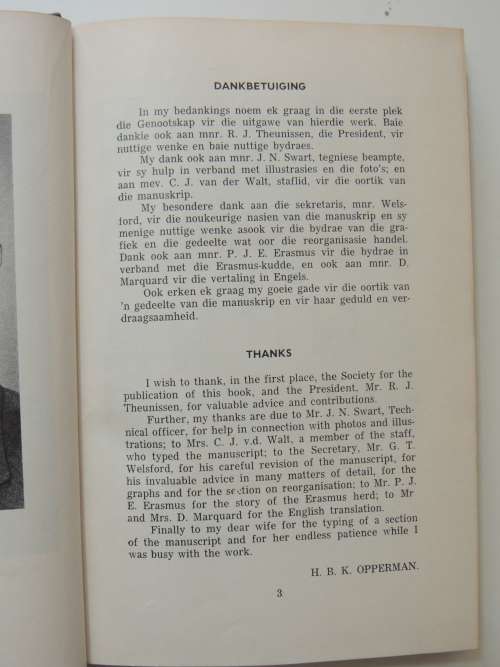 DANKBETUIGING
In my bedankings noem ek graag in die eerste plek
die Genootskap vir die uitgawe van hierdie werk. Baie
dankie ook aan mnr. R. J. Theunissen, die President, vir
nuttige wenke en baie nuttige bydraes.
My dank ook aan mnr. J. N. Swart, tegniese beampte,
vir sy hulp in verband met illustrasies en die foto's; en
aan mev. C. J. van der Walt, staflid, vir die oortik van
die manuskrip.
My besondere dank aan die sekretaris, mnr. Wels-
ford, vir die noukeurige nasien van die manuskrip en sy
menige nuttige wenke asook vir die bydrae van die gra-
fiek en die gedeelte wat oor die reorganisasie handel.
Dank ook aan mnr. P. J. E. Erasmus vir die bydrae in
verband met die Erasmus-kudde, en ook aan mnr. D.
Marquard vir die vertaling in Engels.
Ook erken ek graag my goeie gade vir die oortik van
'n gedeelte van die manuskrip en vir haar geduld en ver-
draagsaamheid.
THANKS
I wish to thank, in the first place, the Society for the
publication of this book, and the President. Mr. R. J.
Theunissen, for valuable advice and contributions.
Further, my thanks are due to Mr. J. N. Swart, Tech-
nical officer, for help in connection with photos and illus-
trations; to Mrs. C. J. v.d. Walt, a member of the staff,
who typed the manuscript; to the Secretary, Mr. G. T.
Welsford, for his careful revision of the manuscript, for
his invaluable advice in many matters of detail, for the
graphs and for the section on reorganisation; to Mr. P. J.
E. Erasmus for the story of the Erasmus herd; to Mr
and Mrs. D. Marquard for the English translation.
Finally to my dear wife for the typing of a section
of the manuscript and for her endless patience while I
was busy with the work.
H. B. K. OPPERMAN.
3